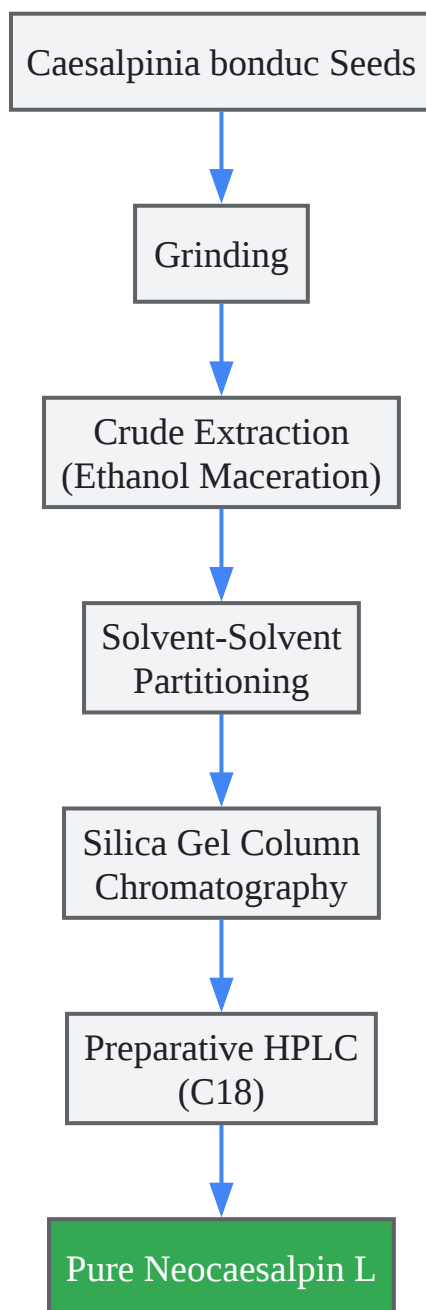 Caesalpinia bonduc Seeds
Grinding
Crude Extraction
(Ethanol Maceration)
Solvent-Solvent
Partitioning
Silica Gel Column
Chromatography
Preparative HPLC
(C18)
Pure Neocaesalpin L